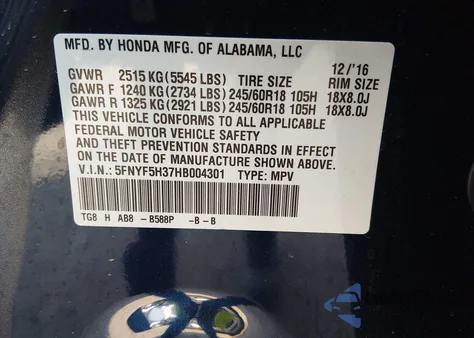 MFD. BY HONDA MFG. OF ALABAMA, LLC
12/'16
GVWR 2515 KG (5545 LBS) TIRE SIZE RIM SIZE
GAWR F 1240 KG (2734 LBS) 245/60R18 105H 18X8.0J
GAWR R 1325 KG (2921 LBS) 245/60R18 105H 18X8.0J
THIS VEHICLE CONFORMS TO ALL APPLICABLE
FEDERAL MOTOR VEHICLE SAFETY
AND THEFT PREVENTION STANDARDS IN EFFECT
ON THE DATE OF MANUFACTURE SHOWN ABOVE.
V.I.N.: 5FNYF5H37HB004301 TYPE: MPV
TG8 H AB8 - B588P -B - B